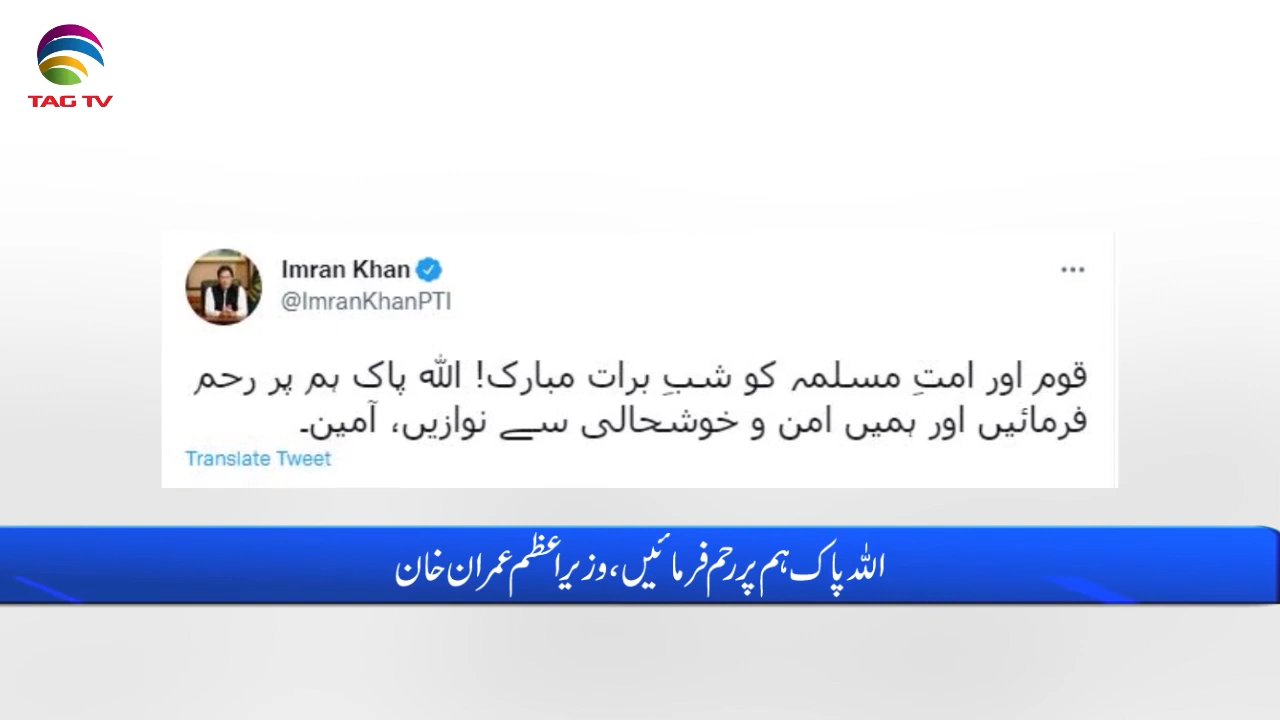 TAG TV
Imran Khan
@ImranKhanPTI
قوم اور امتِ مسلمہ کو شبِ برات مبارک! اللہ پاک ہم پر رحم
فرمائیں اور ہمیں امن و خوشحالی سے نوازیں، آمین۔
Translate Tweet
اللہ پاک ہم پر رحم فرمائیں، وزیراعظم عمران خان